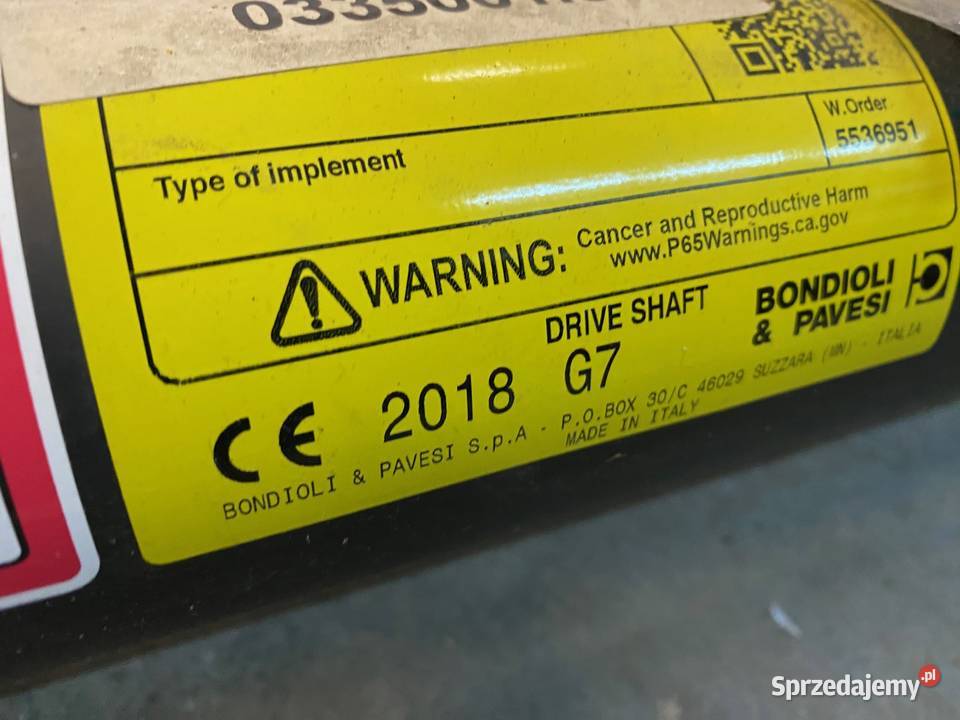 W.Order
5536951
Type of implement
WARNING: Cancer and Reproductive Harm
www.P65Warnings.ca.gov
DRIVE SHAFT
BONDIOLI
& PAVESI
CE 2018 G7
BONDIOLI & PAVESI S.p.A - P.O.BOX 30/C 46029 SUZZARA (MN) - ITALIA
MADE IN ITALY
Sprzedajemy.pl